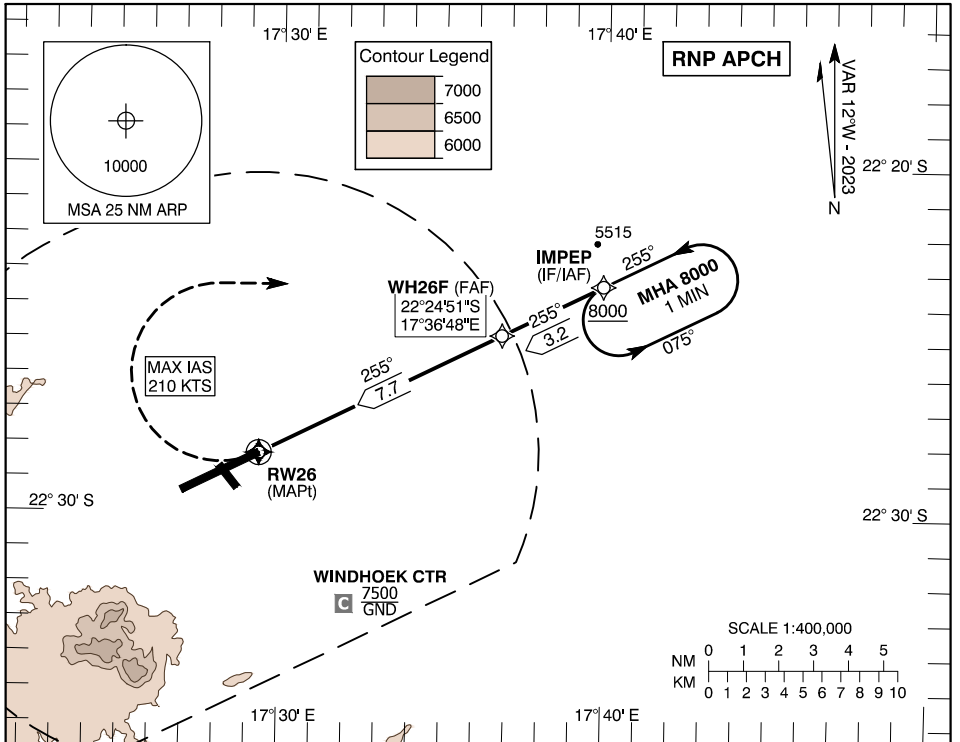 17° 30' E
17° 40' E
Contour Legend
7000
6500
6000
RNP APCH
VAR 12°W - 2023
N
10000
MSA 25 NM ARP
22° 20' S
5515
IMPEP
(IF/IAF)
255°
MHA 8000
1 MIN
8000
075°
WH26F (FAF)
22°24'51"S
17°36'48"E
255°
3.2
MAX IAS
210 KTS
255°
7.7
RW26
(MAPt)
22° 30' S
22° 30' S
WINDHOEK CTR
C
7500
GND
SCALE 1:400,000
NM
0 1 2 3 4 5
KM
0 1 2 3 4 5 6 7 8 9 10
17° 30' E
17° 40' E